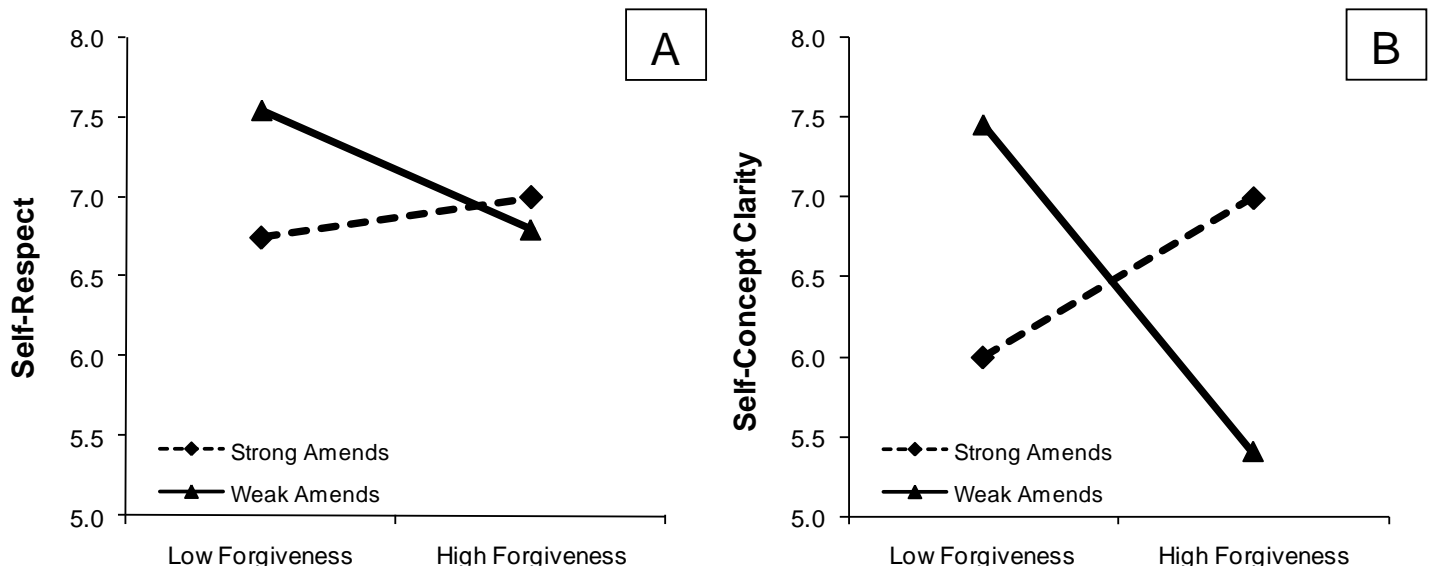 A
8.0
7.5
7.0
6.5
6.0
5.5
5.0
Self-Respect
Strong Amends
Weak Amends
Low Forgiveness
High Forgiveness
B
8.0
7.5
7.0
6.5
6.0
5.5
5.0
Self-Concept Clarity
Strong Amends
Weak Amends
Low Forgiveness
High Forgiveness